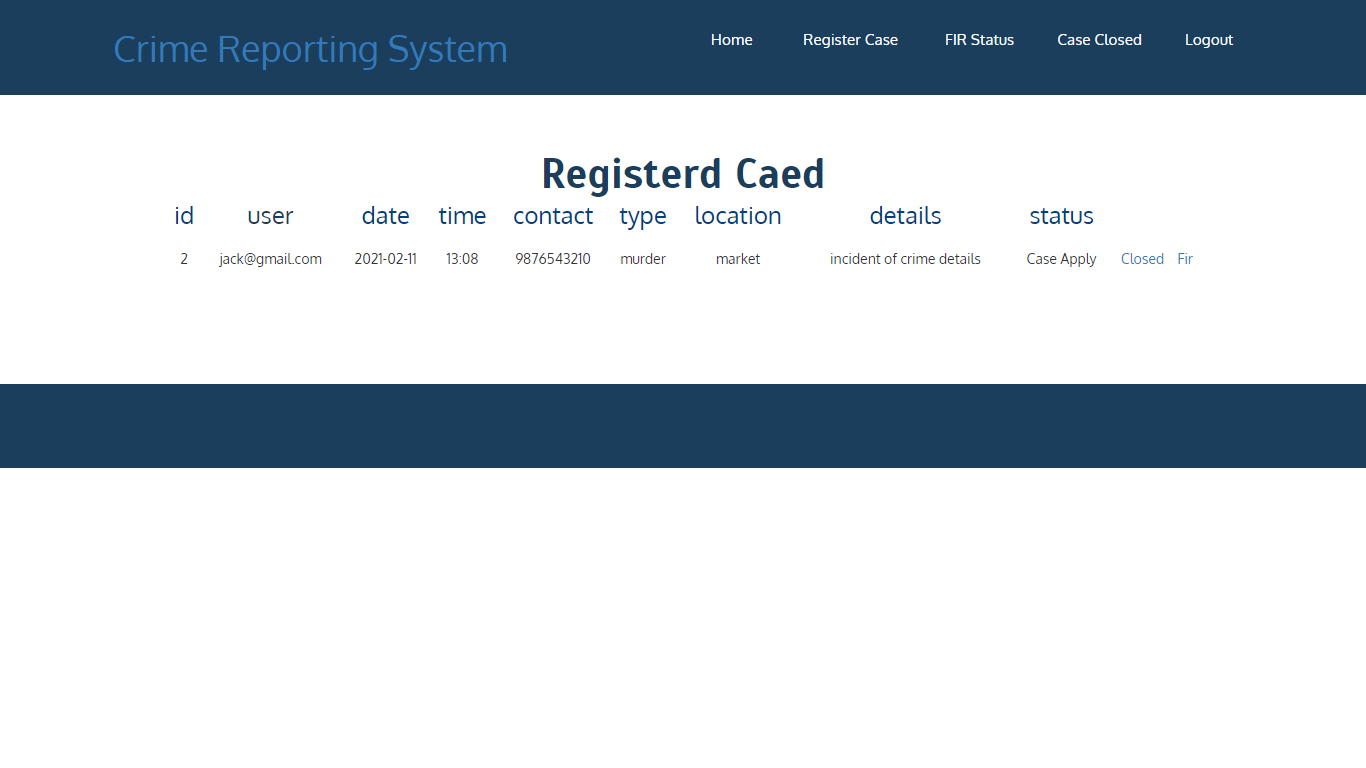 Crime Reporting System Home Register Case FIR Status Case Closed Logout
Registerd Caed
id user date time contact type location details status
2 jack@gmail.com 2021-02-11 13:08 9876543210 murder market incident of crime details Case Apply Closed Fir